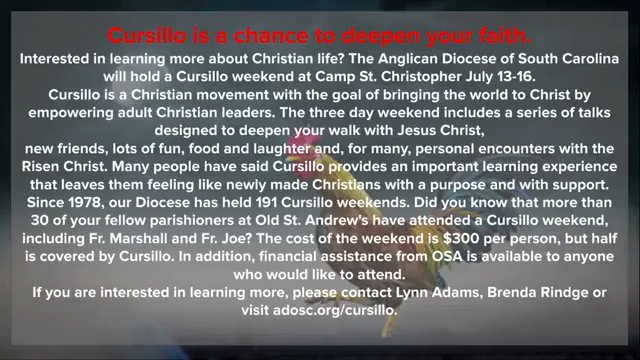 Cursillo is a chance to deepen your faith.
Interested in learning more about Christian life? The Anglican Diocese of South Carolina
will hold a Cursillo weekend at Camp St. Christopher July 13-16.
Cursillo is a Christian movement with the goal of bringing the world to Christ by
empowering adult Christian leaders. The three day weekend includes a series of talks
designed to deepen your walk with Jesus Christ,
new friends, lots of fun, food and laughter and, for many, personal encounters with the
Risen Christ. Many people have said Cursillo provides an important learning experience
that leaves them feeling like newly made Christians with a purpose and with support.
Since 1978, our Diocese has held 191 Cursillo weekends. Did you know that more than
30 of your fellow parishioners at Old St. Andrew's have attended a Cursillo weekend,
including Fr. Marshall and Fr. Joe? The cost of the weekend is $300 per person, but half
is covered by Cursillo. In addition, financial assistance from OSA is available to anyone
who would like to attend.
If you are interested in learning more, please contact Lynn Adams, Brenda Rindge or
visit adosc.org/cursillo.